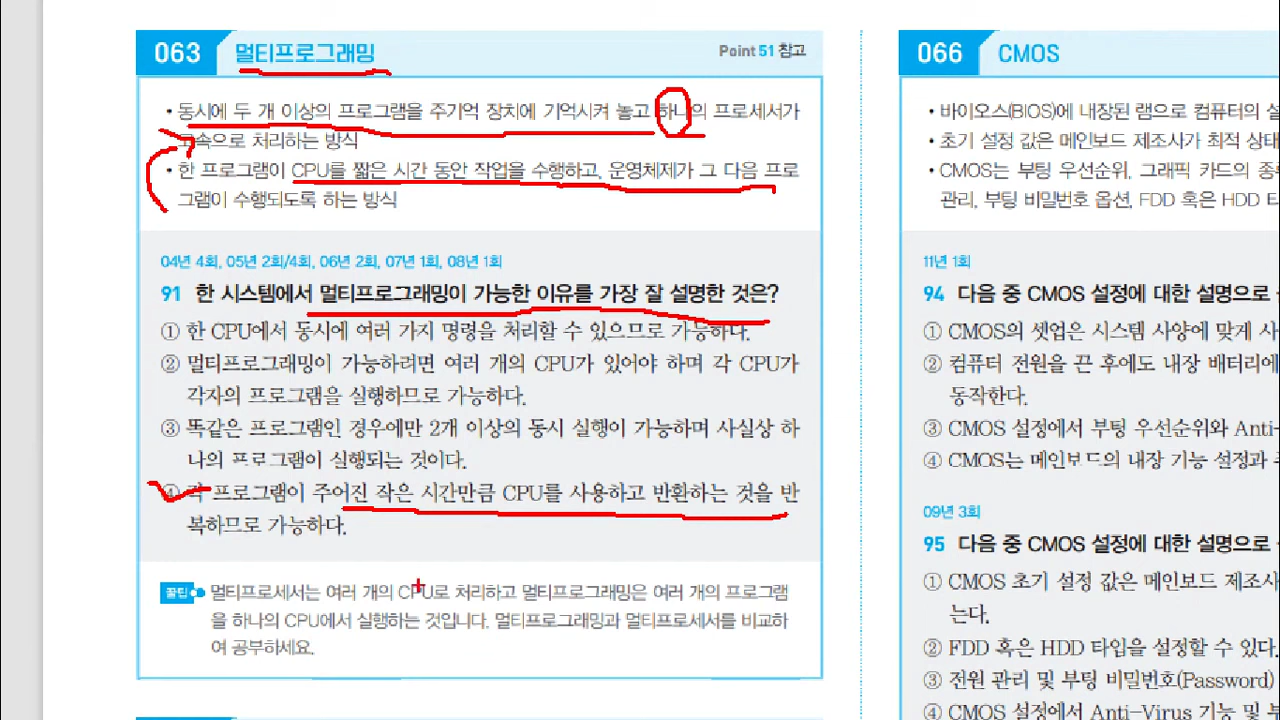 063 멀티프로그래밍 Point 51 참고
• 동시에 두 개 이상의 프로그램을 주기억 장치에 기억시켜 놓고 하나의 프로세서가
고속으로 처리하는 방식
• 한 프로그램이 CPU를 짧은 시간 동안 작업을 수행하고, 운영체제가 그 다음 프로
그램이 수행되도록 하는 방식
04년 4회, 05년 2회/4회, 06년 2회, 07년 1회, 08년 1회
91 한 시스템에서 멀티프로그래밍이 가능한 이유를 가장 잘 설명한 것은?
① 한 CPU에서 동시에 여러 가지 명령을 처리할 수 있으므로 가능하다.
② 멀티프로그래밍이 가능하려면 여러 개의 CPU가 있어야 하며 각 CPU가
각자의 프로그램을 실행하므로 가능하다.
③ 똑같은 프로그램인 경우에만 2개 이상의 동시 실행이 가능하며 사실상 하
나의 프로그램이 실행되는 것이다.
④ 각 프로그램이 주어진 작은 시간만큼 CPU를 사용하고 반환하는 것을 반
복하므로 가능하다.
꿀팁 멀티프로세서는 여러 개의 CPU로 처리하고 멀티프로그래밍은 여러 개의 프로그램
을 하나의 CPU에서 실행하는 것입니다. 멀티프로그래밍과 멀티프로세서를 비교하
여 공부하세요.
066 CMOS
• 바이오스(BIOS)에 내장된 램으로 컴퓨터의
• 초기 설정 값은 메인보드 제조사가 최적 상태
• CMOS는 부팅 우선순위, 그래픽 카드의
관리, 부팅 비밀번호 옵션, FDD 혹은 HDD
11년 1회
94 다음 중 CMOS 설정에 대한 설명으로
① CMOS의 셋업은 시스템 사양에 맞게
② 컴퓨터 전원을 끈 후에도 내장 배터리에
동작한다.
③ CMOS 설정에서 부팅 우선순위와 Anti-
④ CMOS는 메인보드의 내장 기능 설정과
09년 3회
95 다음 중 CMOS 설정에 대한 설명으로
① CMOS 초기 설정 값은 메인보드 제조사
는다.
② FDD 혹은 HDD 타입을 설정할 수 있다.
③ 전원 관리 및 부팅 비밀번호(Password)
④ CMOS 설정에서 Anti-Virus 기능 및